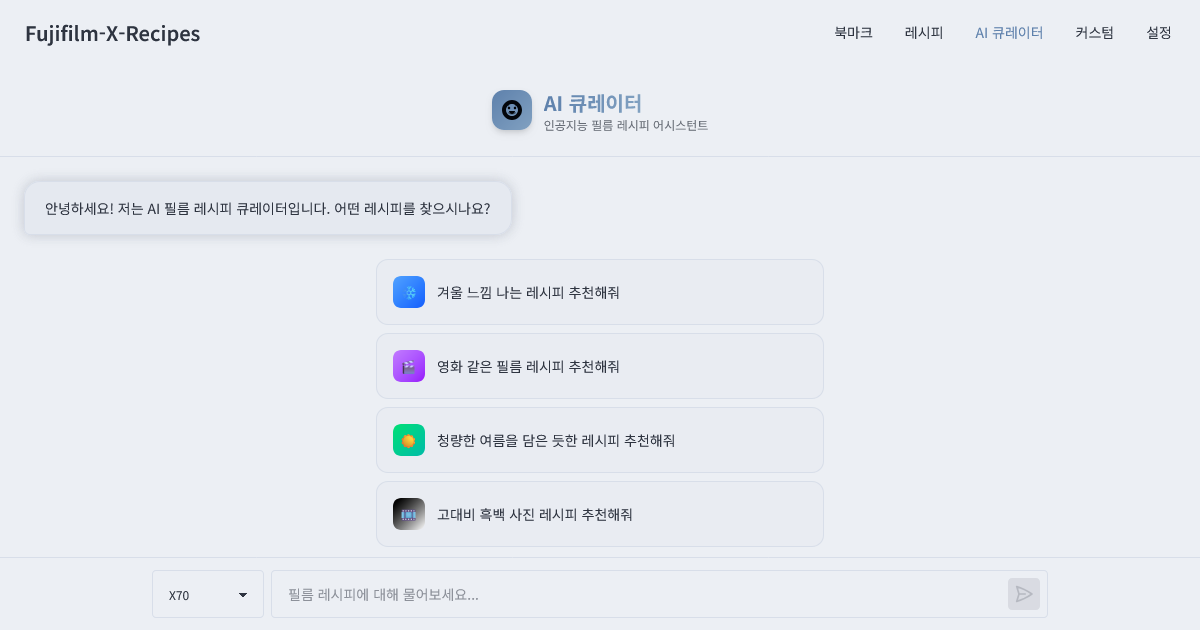 Fujifilm-X-Recipes
북마크 레시피 AI 큐레이터 커스텀 설정
AI 큐레이터
인공지능 필름 레시피 어시스턴트
안녕하세요! 저는 AI 필름 레시피 큐레이터입니다. 어떤 레시피를 찾으시나요?
겨울 느낌 나는 레시피 추천해줘
영화 같은 필름 레시피 추천해줘
청량한 여름을 담은 듯한 레시피 추천해줘
고대비 흑백 사진 레시피 추천해줘
X70 필름 레시피에 대해 물어보세요...